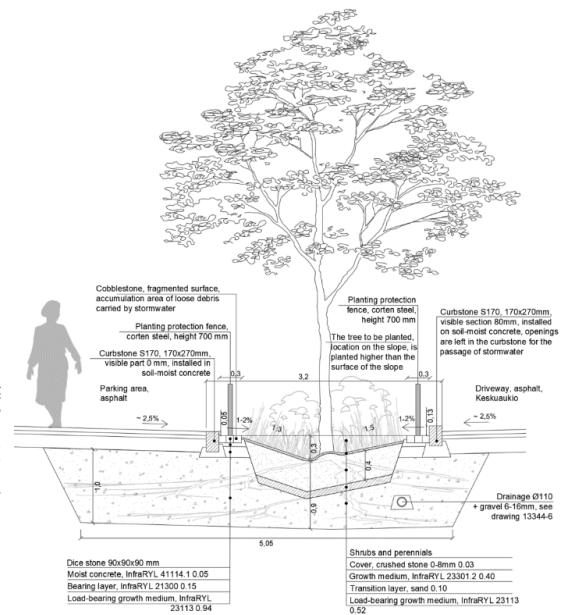 Cobblestone, fragmented surface,
accumulation area of loose debris
carried by stormwater
Planting protection fence,
corten steel, height 700 mm
Curbstone S170, 170x270mm,
visible part 0 mm, installed in
soil-moist concrete
Parking area,
asphalt
~ 2,5%
Planting protection
fence, corten steel,
height 700 mm
The tree to be planted,
location on the slope, is
planted higher than the
surface of the slope
Curbstone S170, 170x270mm,
visible section 80mm, installed
on soil-moist concrete, openings
are left in the curbstone for the
passage of stormwater
Driveway, asphalt,
Keskuaukio
~ 2,5%
0,3
3,2
0,3
0,05
1-2%
1:3
1:5
1-2%
0,13
0,3
0,4
1,0
-0,9
5,05
Drainage Ø110
+ gravel 6-16mm, see
drawing 13344-6
Dice stone 90x90x90 mm
Moist concrete, InfraRYL 41114.1 0.05
Bearing layer, InfraRYL 21300 0.15
Load-bearing growth medium, InfraRYL
23113 0.94
Shrubs and perennials
Cover, crushed stone 0-8mm 0.03
Growth medium, InfraRYL 23301.2 0.40
Transition layer, sand 0.10
Load-bearing growth medium, InfraRYL 23113
0.52